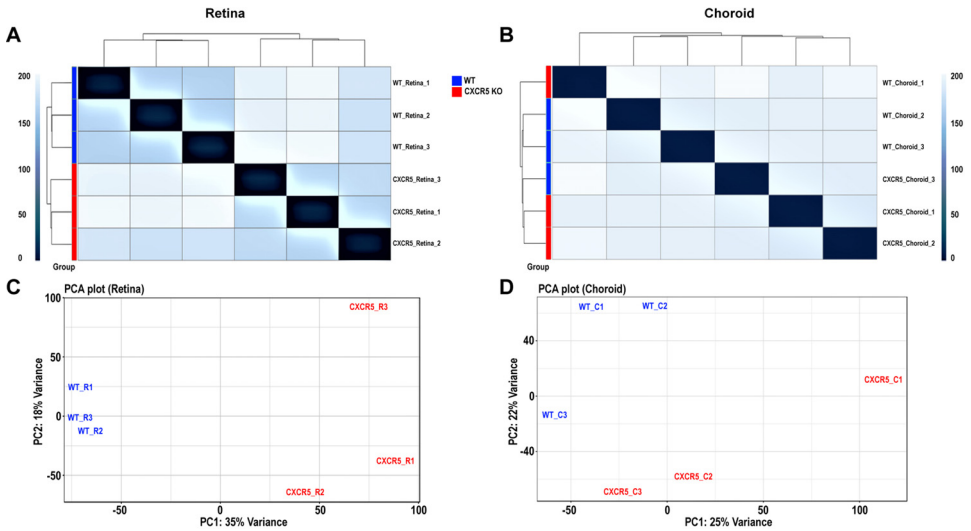 Retina
Choroid
A
B
200
150
100
50
0
WT_Retina_1
WT_Retina_2
WT_Retina_3
CXCR5_Retina_3
CXCR5_Retina_1
CXCR5_Retina_2
Group
WT
CXCR5 KO
WT_Choroid_1
WT_Choroid_2
WT_Choroid_3
CXCR5_Choroid_3
CXCR5_Choroid_1
CXCR5_Choroid_2
Group
200
150
100
50
0
C
PCA plot (Retina)
100
50
0
-50
PC2: 18% Variance
CXCR5_R3
WT_R1
WT_R3
WT_R2
CXCR5_R1
CXCR5_R2
-50
0
50
100
PC1: 35% Variance
D
PCA plot (Choroid)
40
0
-40
PC2: 22% Variance
WT_C1
WT_C2
CXCR5_C1
WT_C3
CXCR5_C2
CXCR5_C3
-50
0
50
100
PC1: 25% Variance